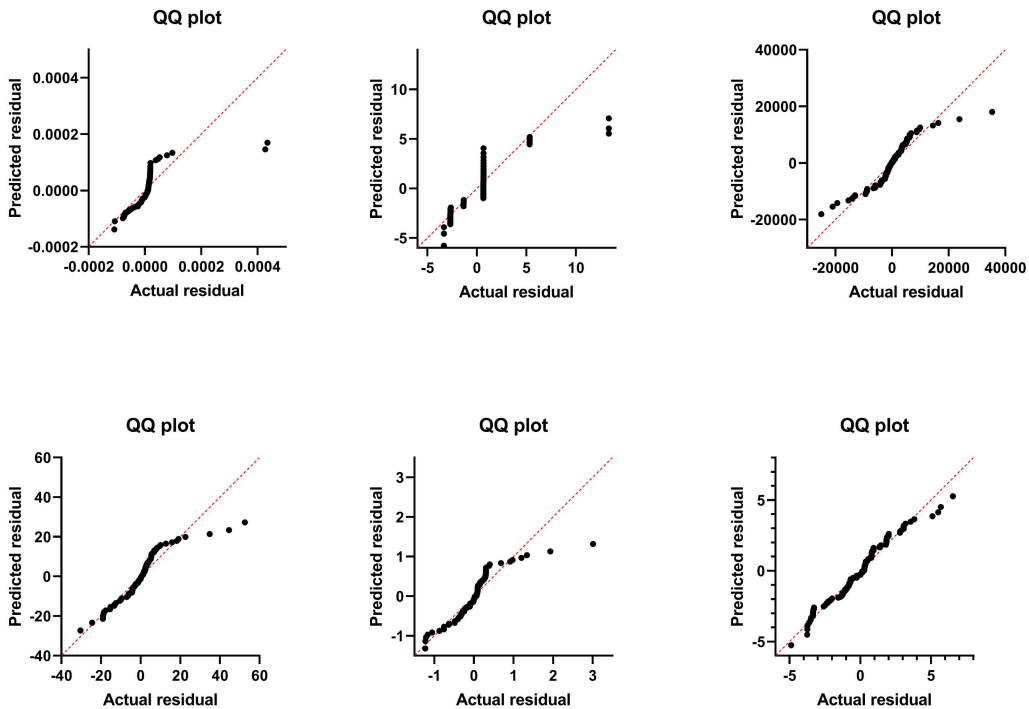 QQ plot
Predicted residual
0.0004
0.0002
0.0000
-0.0002
-0.0002 0.0000 0.0002 0.0004
Actual residual
QQ plot
Predicted residual
10
5
0
-5
-5 0 5 10
Actual residual
QQ plot
Predicted residual
40000
20000
0
-20000
-20000 0 20000 40000
Actual residual
QQ plot
Predicted residual
60
40
20
0
-20
-40
-40 -20 0 20 40 60
Actual residual
QQ plot
Predicted residual
3
2
1
0
-1
-1 0 1 2 3
Actual residual
QQ plot
Predicted residual
5
0
-5
-5 0 5
Actual residual